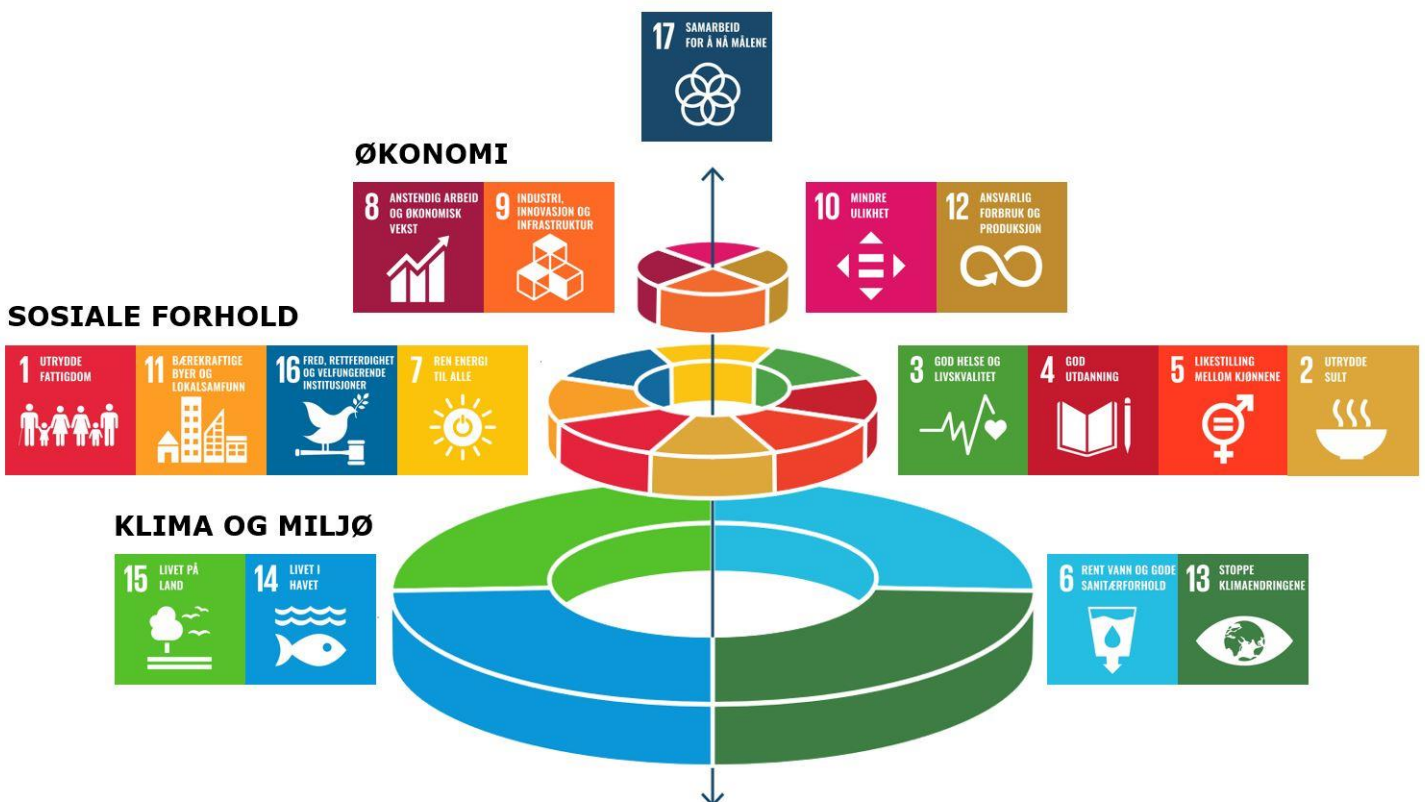 17 SAMARBEID
FOR Å NÅ MÅLENE
ØKONOMI
8 ANSTENDIG ARBEID
OG ØKONOMISK
VEKST
9 INDUSTRI,
INNOVASJON OG
INFRASTRUKTUR
10 MINDRE
ULIKHET
12 ANSVARLIG
FORBRUK OG
PRODUKSJON
SOSIALE FORHOLD
1 UTRYDDE
FATTIGDOM
11 BÆREKRAFTIGE
BYER OG
LOKALSAMFUNN
16 FRED, RETTFERDIGHET
OG VELFUNGERENDE
INSTITUSJONER
7 REN ENERGI
TIL ALLE
3 GOD HELSE OG
LIVSKVALITET
4 GOD
UTDANNING
5 LIKESTILLING
MELLOM KJØNNENE
2 UTRYDDE
SULT
KLIMA OG MILJØ
15 LIVET PÅ
LAND
14 LIVET I
HAVET
6 RENT VANN OG GODE
SANITÆRFORHOLD
13 STOPPE
KLIMAENDRINGENE